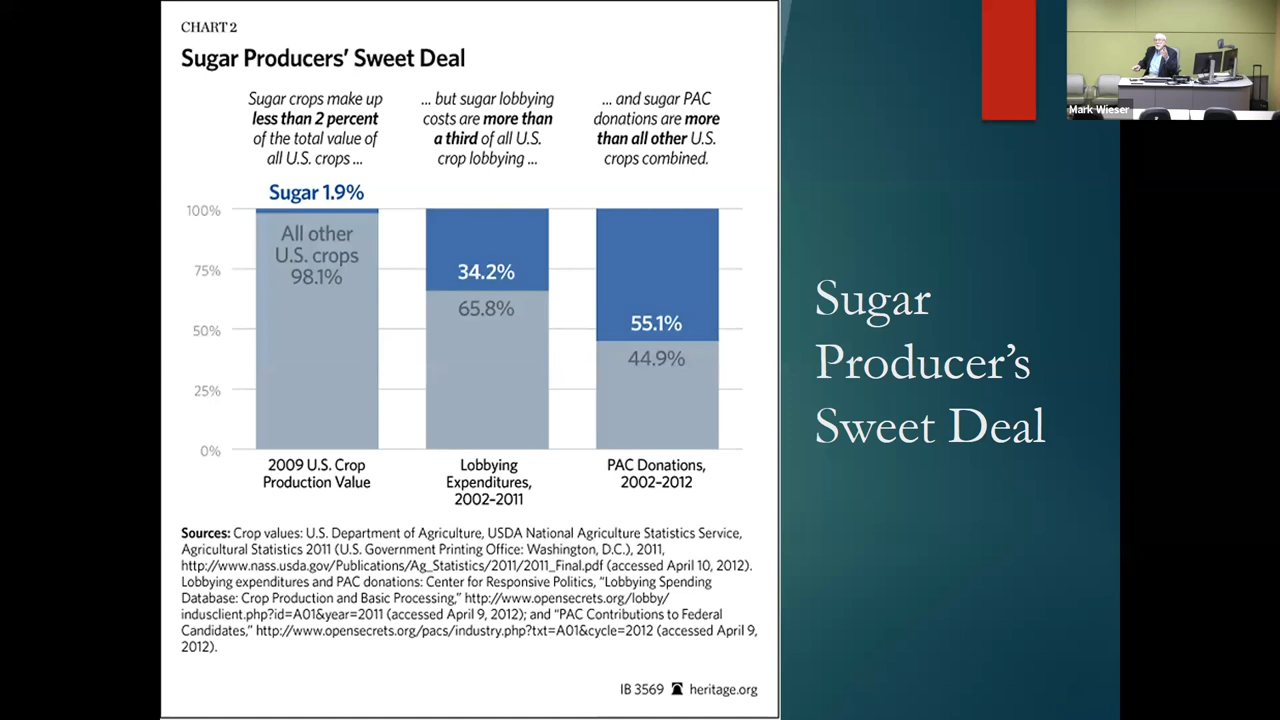 CHART 2
Sugar Producers’ Sweet Deal
Sugar crops make up
less than 2 percent
of the total value of
all U.S. crops ...
... but sugar lobbying
costs are more than
a third of all U.S.
crop lobbying ...
... and sugar PAC
donations are more
than all other U.S.
crops combined.
Sugar 1.9%
100%
75%
50%
25%
0%
All other
U.S. crops
98.1%
34.2%
65.8%
55.1%
44.9%
2009 U.S. Crop
Production Value
Lobbying
Expenditures,
2002–2011
PAC Donations,
2002–2012
Sources: Crop values: U.S. Department of Agriculture, USDA National Agriculture Statistics Service,
Agricultural Statistics 2011 (U.S. Government Printing Office: Washington, D.C.), 2011,
http://www.nass.usda.gov/Publications/Ag_Statistics/2011/2011_Final.pdf (accessed April 10, 2012).
Lobbying expenditures and PAC donations: Center for Responsive Politics, “Lobbying Spending
Database: Crop Production and Basic Processing,” http://www.opensecrets.org/lobby/
indusclient.php?id=A01&year=2011 (accessed April 9, 2012); and “PAC Contributions to Federal
Candidates,” http://www.opensecrets.org/pacs/industry.php?txt=A01&cycle=2012 (accessed April 9,
2012).
IB 3569 heritage.org
Sugar
Producer’s
Sweet Deal
Mark Wieser